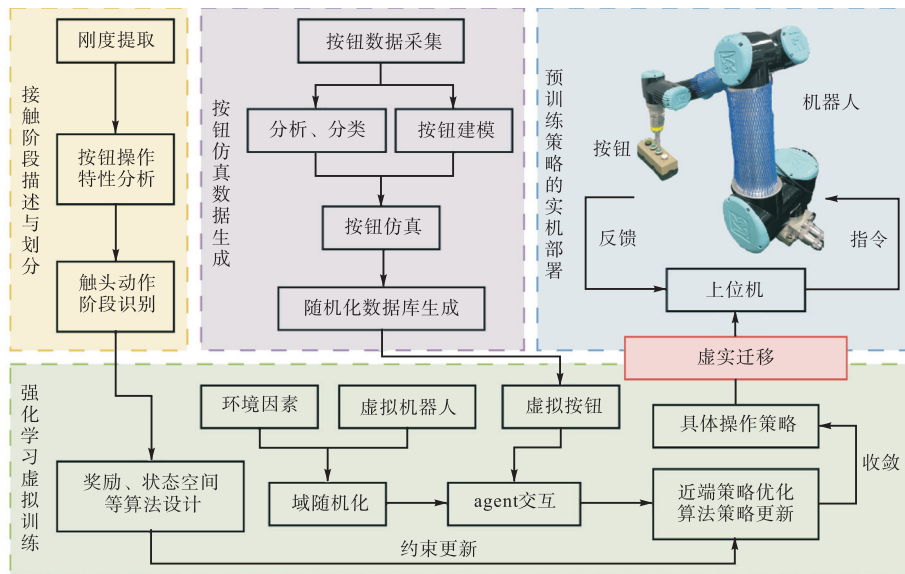 接触阶段描述与划分
刚度提取
按钮操作
特性分析
触头动作
阶段识别
按钮仿真数据生成
按钮数据采集
分析、分类
按钮建模
按钮仿真
随机化数据库生成
预训练策略的实机部署
机器人
按钮
反馈
指令
上位机
虚实迁移
强化学习虚拟训练
环境因素
虚拟机器人
虚拟按钮
具体操作策略
奖励、状态空间
等算法设计
域随机化
agent交互
近端策略优化
算法策略更新
收敛
约束更新